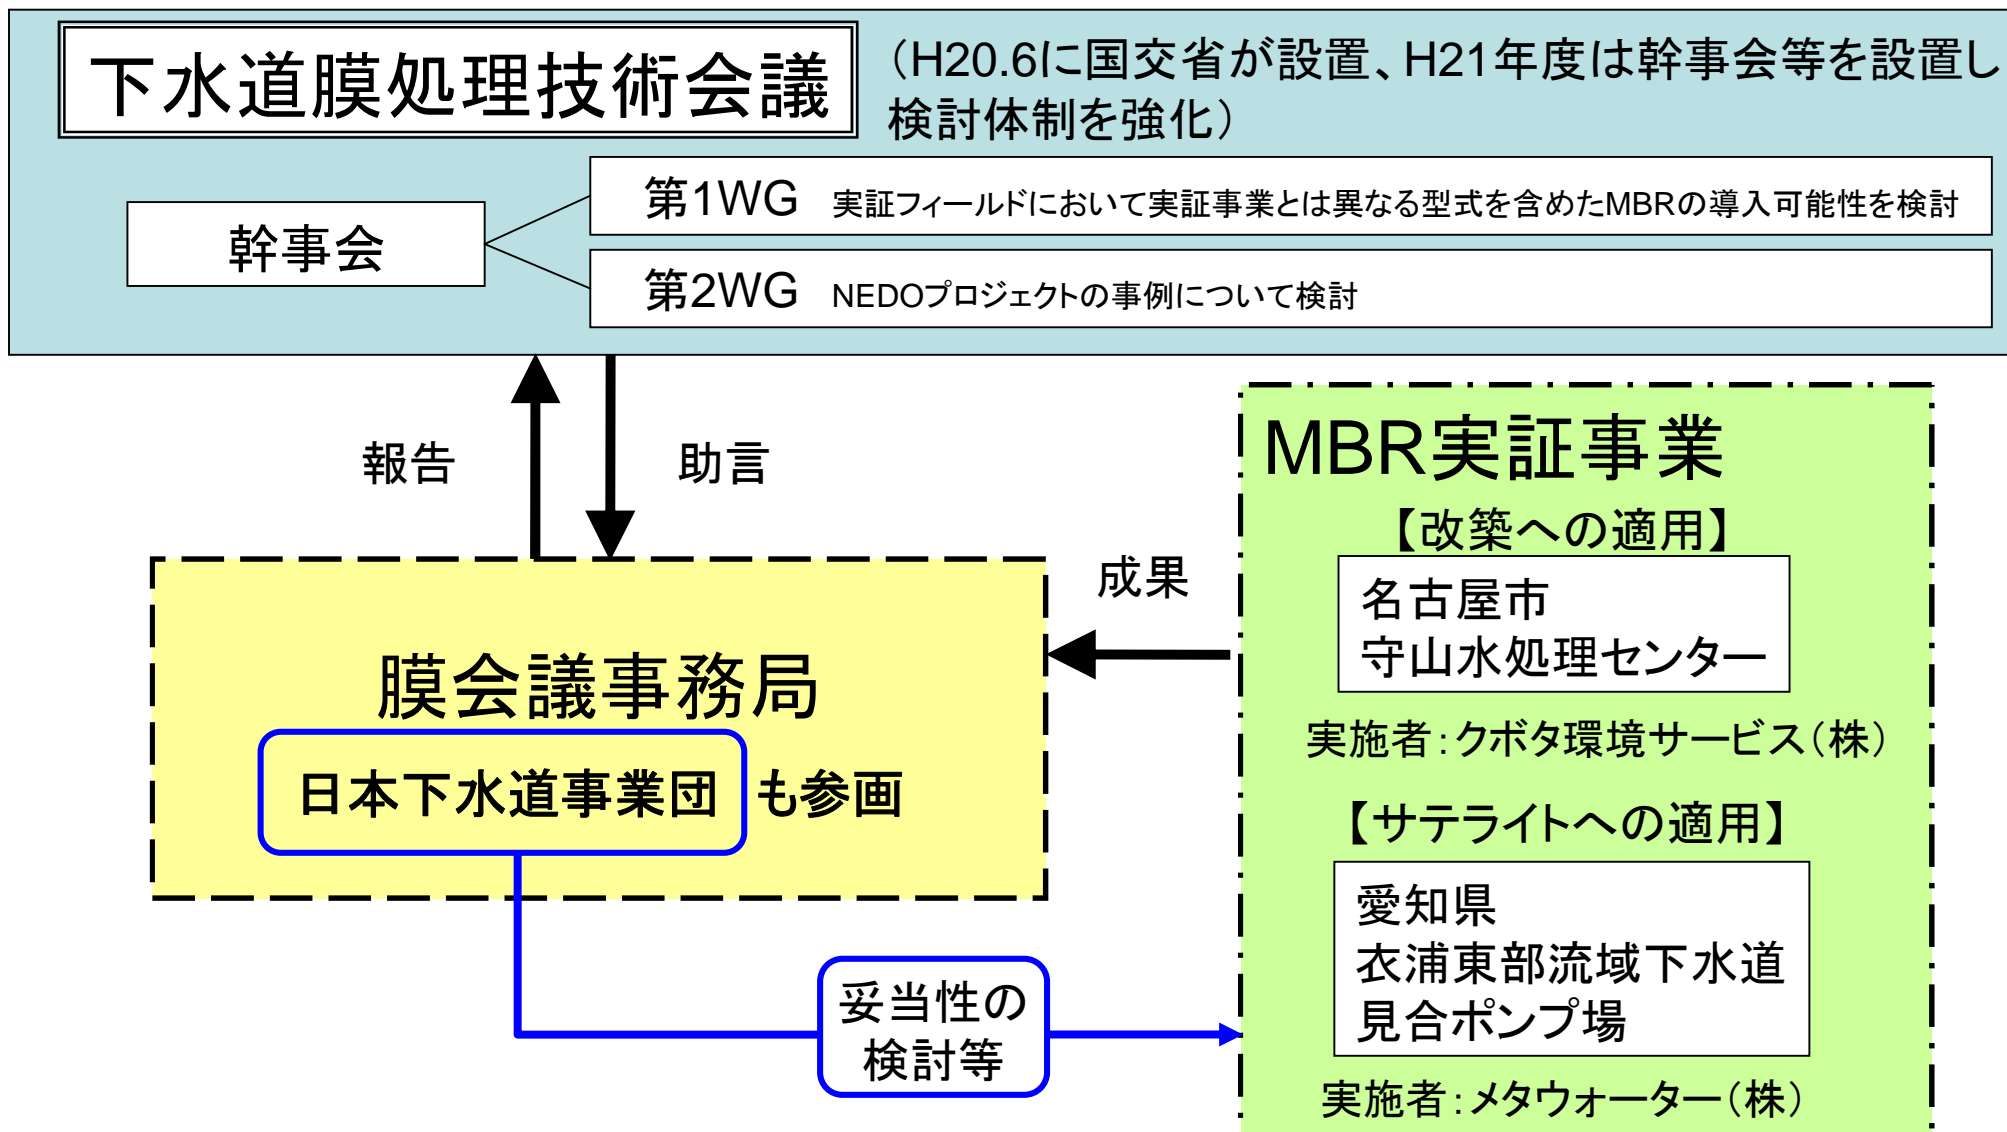 下水道膜処理技術会議
（H20.6に国交省が設置、H21年度は幹事会等を設置し
検討体制を強化）
幹事会
第1WG 実証フィールドにおいて実証事業とは異なる型式を含めたMBRの導入可能性を検討
第2WG NEDOプロジェクトの事例について検討
報告
助言
MBR実証事業
【改築への適用】
名古屋市
守山水処理センター
実施者：クボタ環境サービス（株）
【サテライトへの適用】
愛知県
衣浦東部流域下水道
見合ポンプ場
実施者：メタウォーター（株）
成果
膜会議事務局
日本下水道事業団も参画
妥当性の
検討等